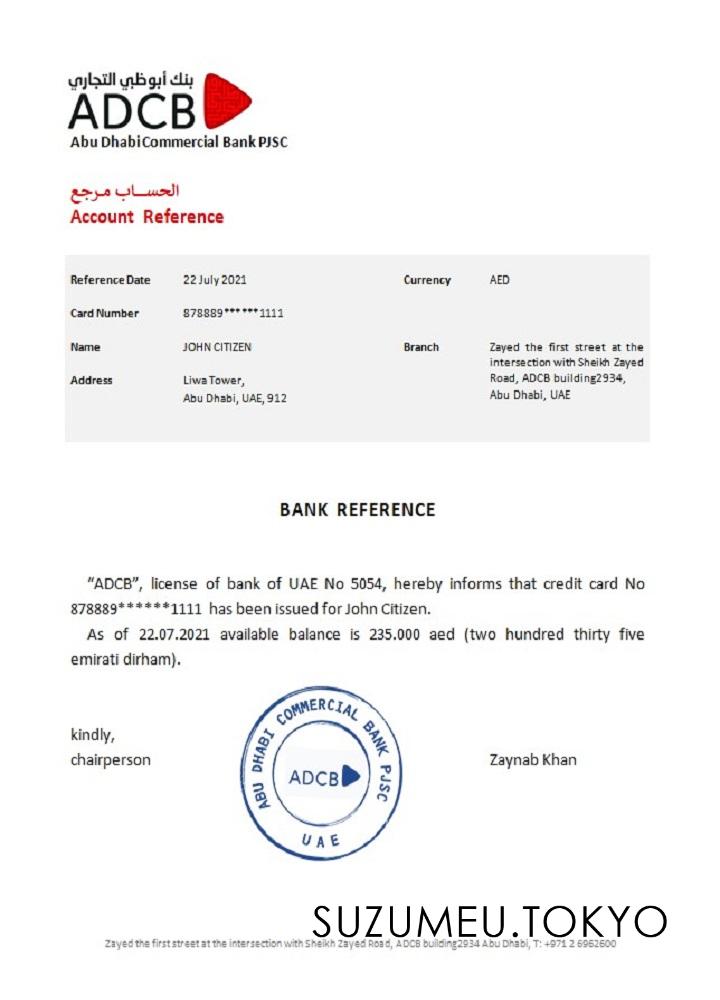 بنك أبوظبي التجاري
ADCB
Abu Dhabi Commercial Bank PJSC
الحساب مرجع
Account Reference
Reference Date 22 July 2021 Currency AED
Card Number 878889******1111
Name JOHN CITIZEN Branch Zayed the first street at the
intersection with Sheikh Zayed
Address Liwa Tower, Road, ADCB building2934,
Abu Dhabi, UAE, 912 Abu Dhabi, UAE
BANK REFERENCE
“ADCB”, license of bank of UAE No 5054, hereby informs that credit card No
878889******1111 has been issued for John Citizen.
As of 22.07.2021 available balance is 235.000 aed (two hundred thirty five
emirati dirham).
kindly,
chairperson Zaynab Khan
ABU DHABI COMMERCIAL BANK PJSC
ADCB
UAE
SUZUMEU.TOKYO
Zayed the first street at the intersection with Sheikh Zayed Road, ADCB building2934 Abu Dhabi, T: +971 2 6962600